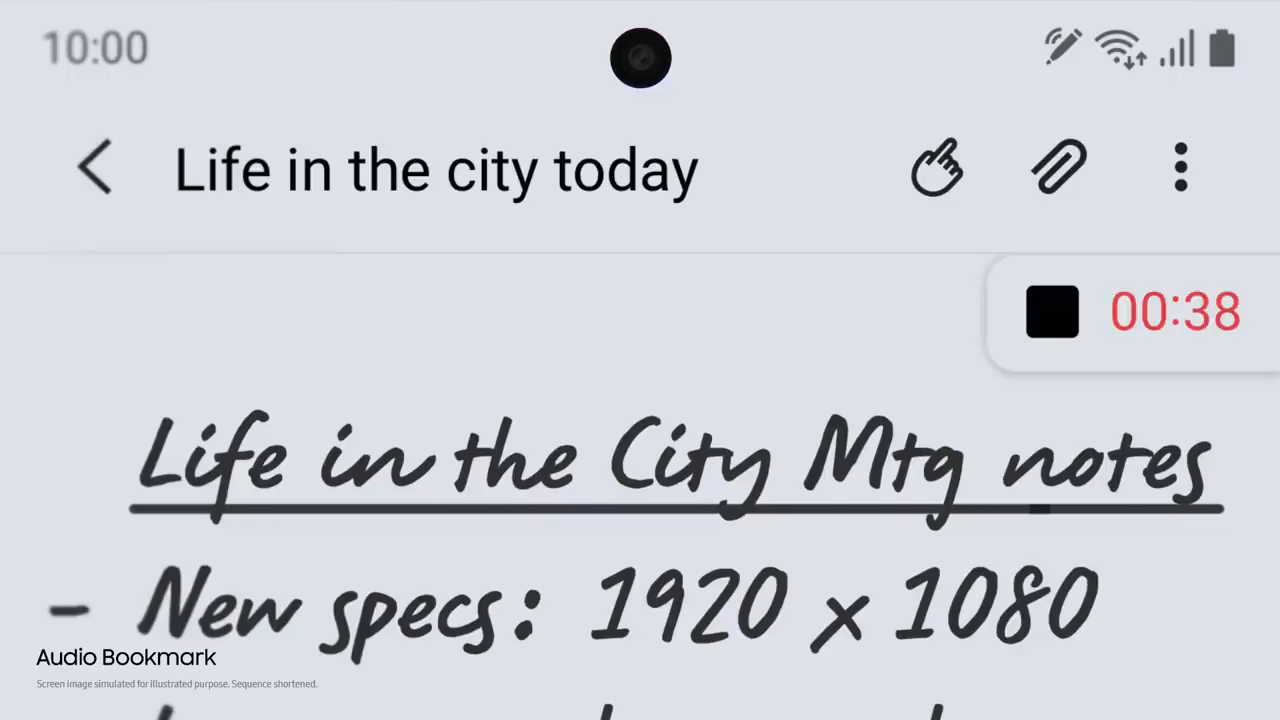 10:00
Life in the city today
00:38
Life in the City Mtg notes
- New specs: 1920 x 1080
Audio Bookmark
Screen image simulated for illustrated purpose. Sequence shortened.